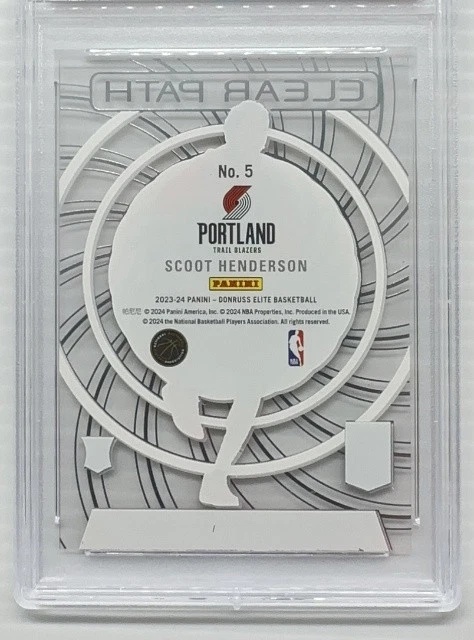 CLEAR PATH
No. 5
PORTLAND
TRAIL BLAZERS
SCOOT HENDERSON
PANINI
2023-24 PANINI - DONRUSS ELITE BASKETBALL
© 2024 Panini America, Inc. © 2024 NBA Properties, Inc. Produced in the USA.
© 2024 the National Basketball Players Association. All rights reserved.